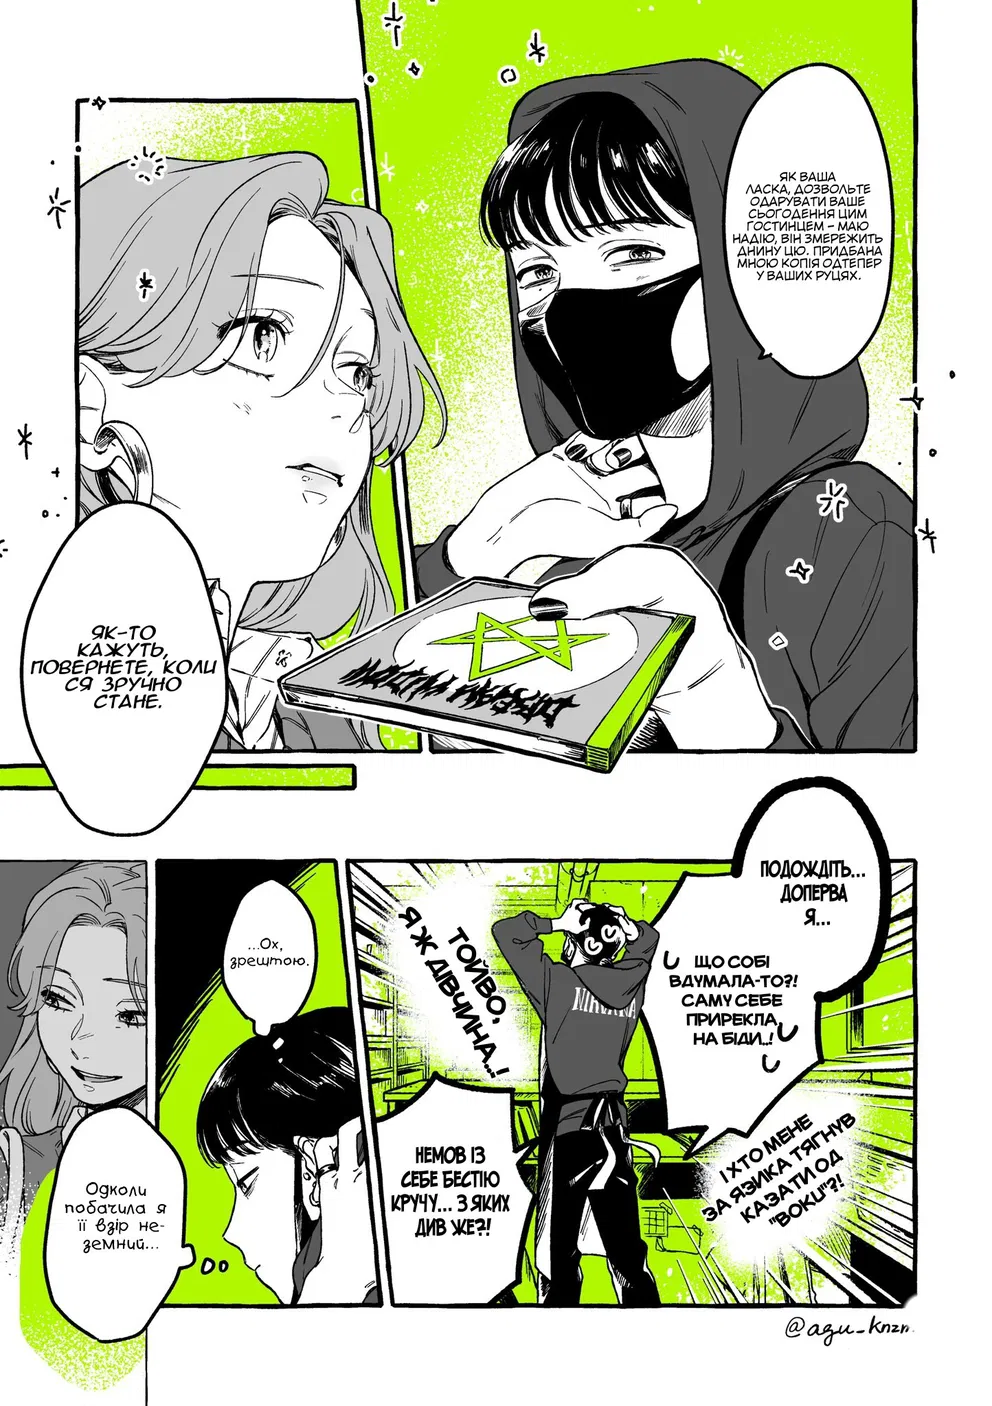 ЯК ВАША
ЛАСКА, ДОЗВОЛЬТЕ
ОДАРУВАТИ ВАШЕ
СЬОГОДЕННЯ ЦИМ
ГОСТИНЦЕМ – МАЮ
НАДІЮ, ВІН ЗМЕРЕЖИТЬ
ДНИНУ ЦЮ. ПРИДБАНА
МНОЮ КОПІЯ ОДТЕПЕР
У ВАШИХ РУЦЯХ.
ЯК-ТО
КАЖУТЬ,
ПОВЕРНЕТЕ, КОЛИ
СЯ ЗРУЧНО
СТАНЕ.
ПОДОЖДІТЬ...
ДОПЕРВА
Я...
ЩО СОБІ
ВДУМАЛА-ТО?!
САМУ СЕБЕ
ПРИРЕКЛА
НА БІДИ..!
І ХТО МЕНЕ
ЗА ЯЗИКА ТЯГНУВ
КАЗАТИ ОД
"BOKU"?!
NIRVANA
ТОЙВО,
Я Ж ДІВЧИНА...!
НЕМОВ ІЗ
СЕБЕ БЕСТІЮ
КРУЧУ... З ЯКИХ
ДИВ ЖЕ?!
...Ох,
зрештою.
Одколи
побачила я
її взір не-
земний...
@agu_knzm